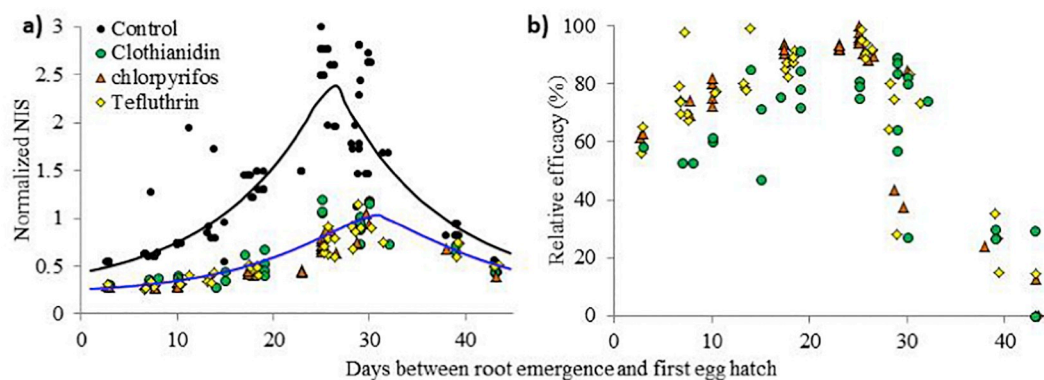 a)
Control
Clothianidin
chlorpyrifos
Tefluthrin
Normalized NIS
3
2.5
2
1.5
1
0.5
0
0 10 20 30 40
b)
Relative efficacy (%)
100
80
60
40
20
0
0 10 20 30 40
Days between root emergence and first egg hatch